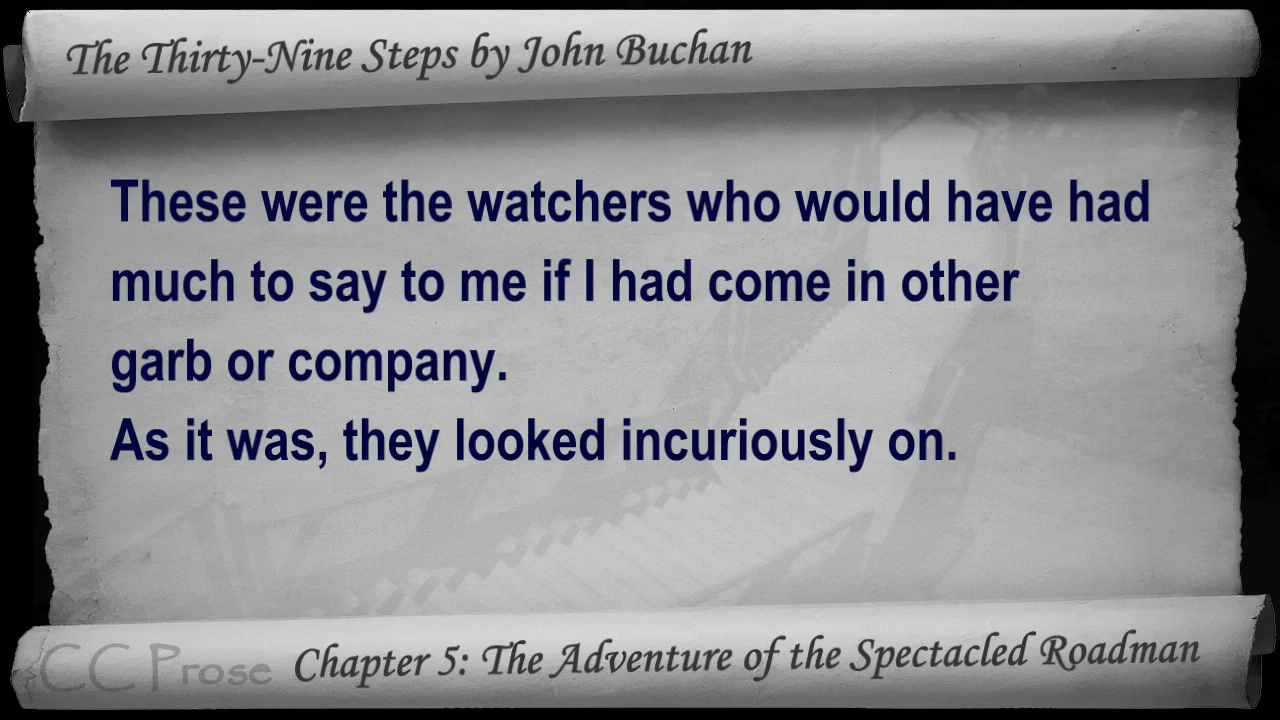 The Thirty-Nine Steps by John Buchan
These were the watchers who would have had
much to say to me if I had come in other
garb or company.
As it was, they looked incuriously on.
CC Prose
Chapter 5: The Adventure of the Spectacled Roadman